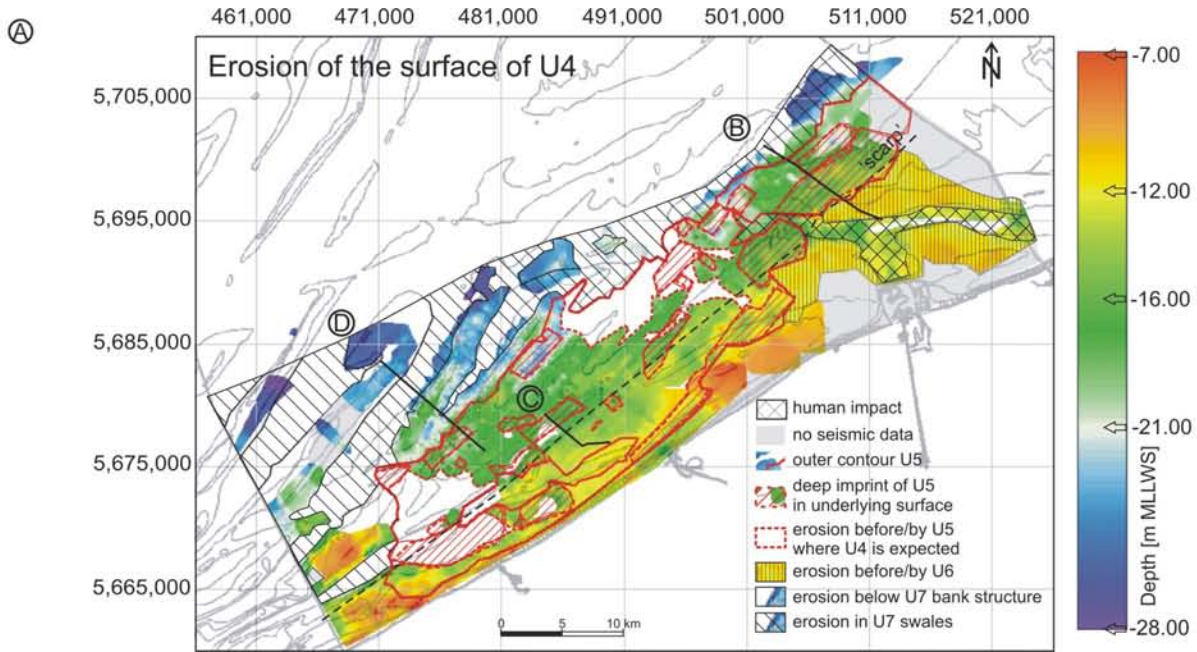 A
461,000 471,000 481,000 491,000 501,000 511,000 521,000
Erosion of the surface of U4
N
5,705,000
5,695,000
5,685,000
5,675,000
5,665,000
B
'scarp'
D
C
human impact
no seismic data
outer contour U5
deep imprint of U5
in underlying surface
erosion before/by U5
where U4 is expected
erosion before/by U6
erosion below U7 bank structure
erosion in U7 swales
0 5 10 km
-7.00
-12.00
-16.00
-21.00
-28.00
Depth [m MLLWS]